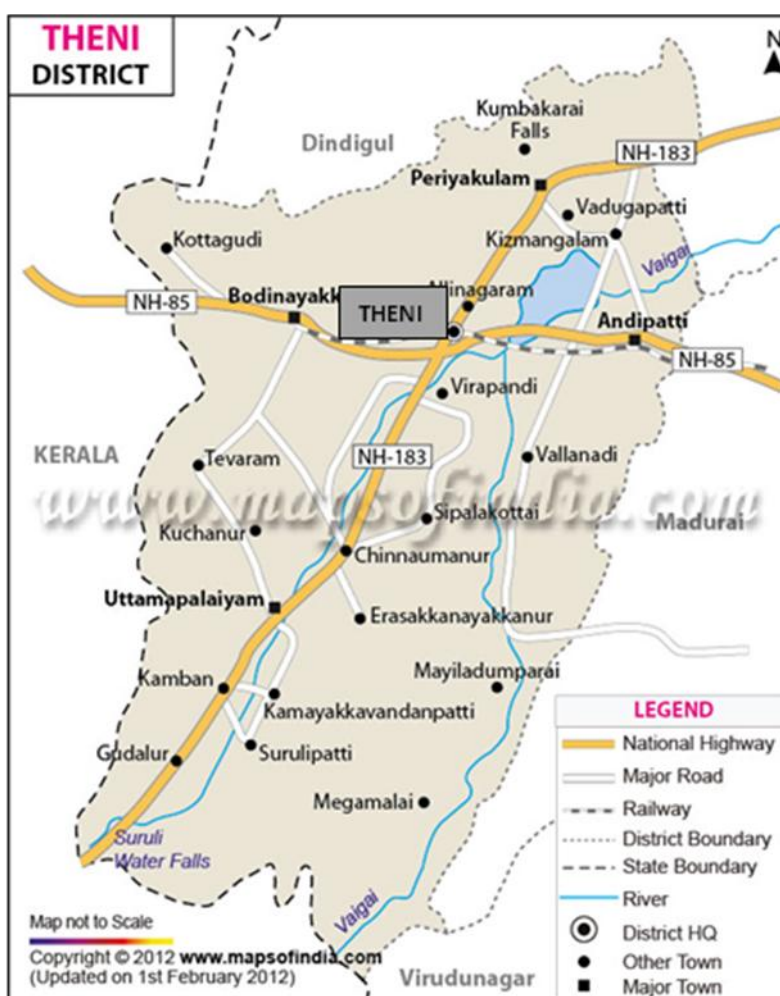 THENI
DISTRICT
N
Kumbakarai
Falls
Dindigul
NH-183
Periyakulam
Vadugapatti
Kottagudi
Kizmangalam
Vaigai
NH-85
Bodinayakk
THENI
llinagaram
Andipatti
NH-85
Virapandi
KERALA
Tevaram
NH-183
Vallanadi
www.mapsofindia.com
Sipalakottai
Madurai
Kuchanur
Chinnaumanur
Uttamapalaiyam
Erasakkanayakkanur
Kamban
Mayiladumparai
Kamayakkavandanpatti
Gudalur
Surulipatti
Megamalai
Suruli
Water Falls
Vaigai
Virudunagar
LEGEND
National Highway
Major Road
Railway
District Boundary
State Boundary
River
District HQ
Other Town
Major Town
Map not to Scale
Copyright © 2012 www.mapsofindia.com
(Updated on 1st February 2012)